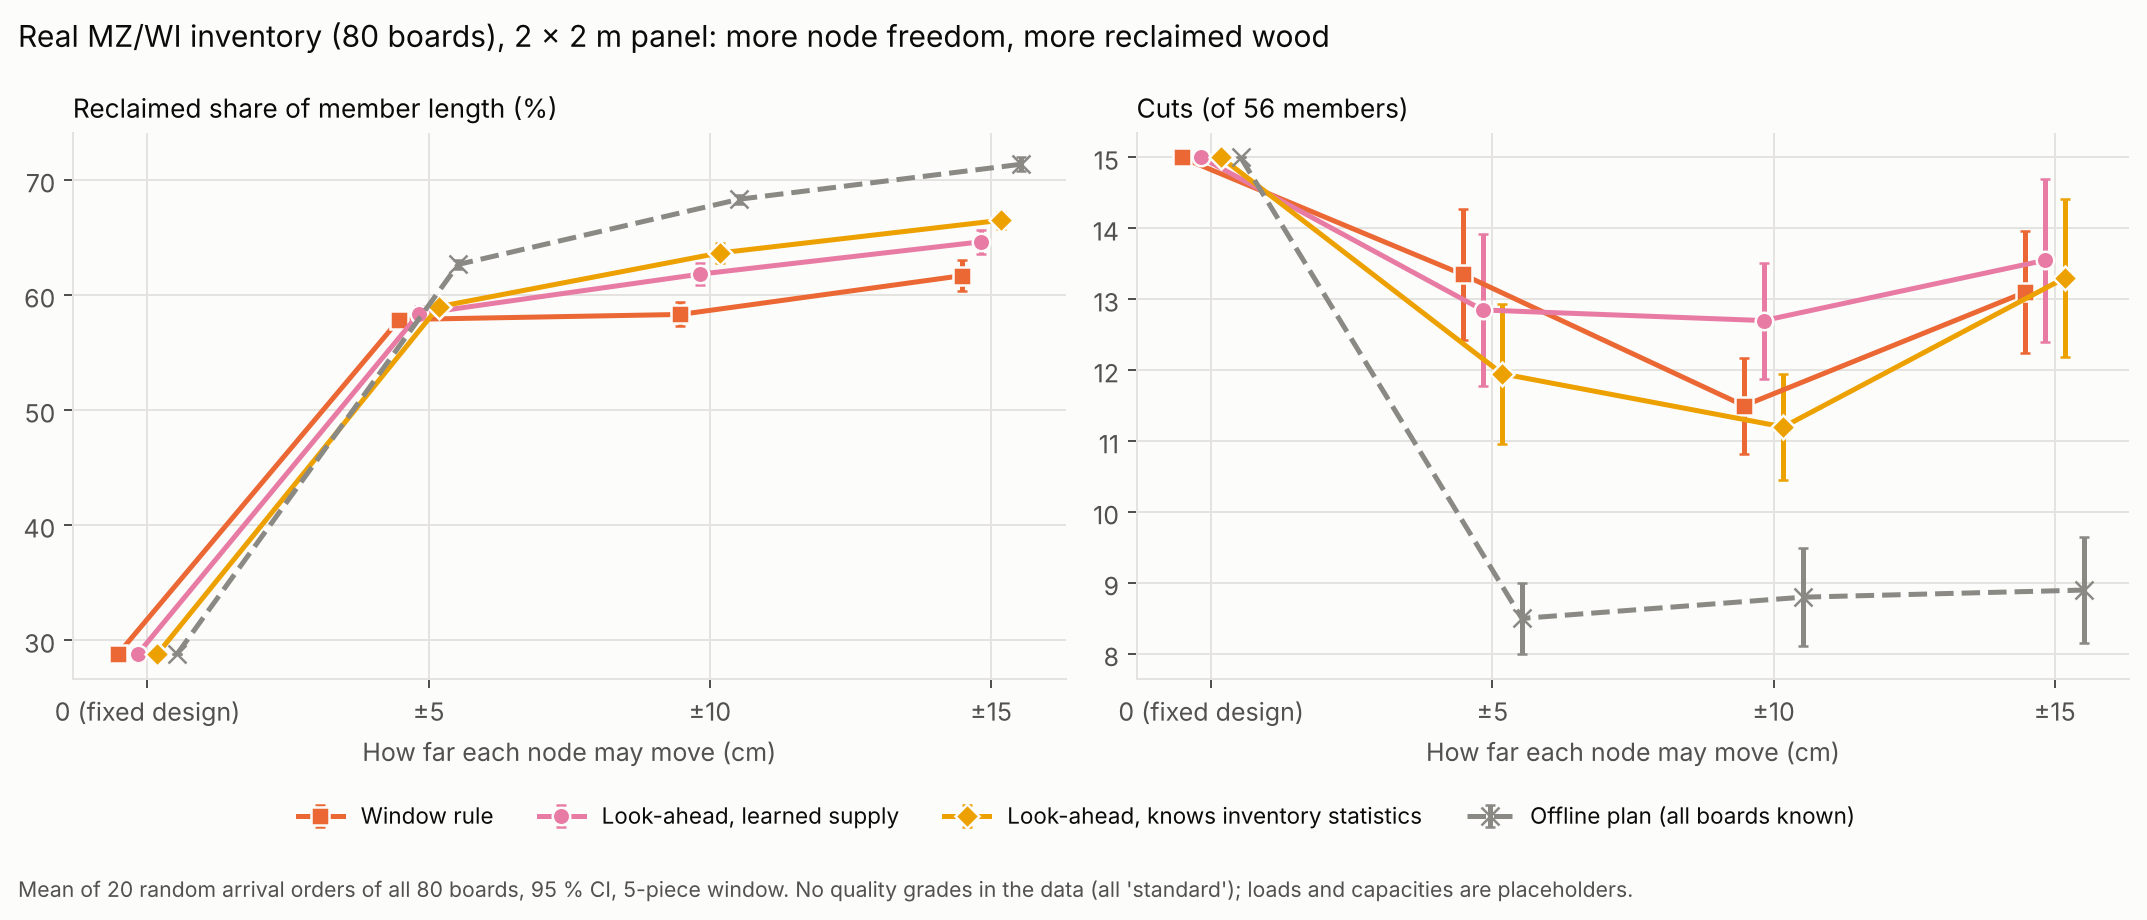 Real MZ/WI inventory (80 boards), 2 × 2 m panel: more node freedom, more reclaimed wood
Reclaimed share of member length (%)
70
60
50
40
30
0 (fixed design)
±5
±10
±15
How far each node may move (cm)
Cuts (of 56 members)
15
14
13
12
11
10
9
8
0 (fixed design)
±5
±10
±15
How far each node may move (cm)
Window rule
Look-ahead, learned supply
Look-ahead, knows inventory statistics
Offline plan (all boards known)
Mean of 20 random arrival orders of all 80 boards, 95 % CI, 5-piece window. No quality grades in the data (all 'standard'); loads and capacities are placeholders.